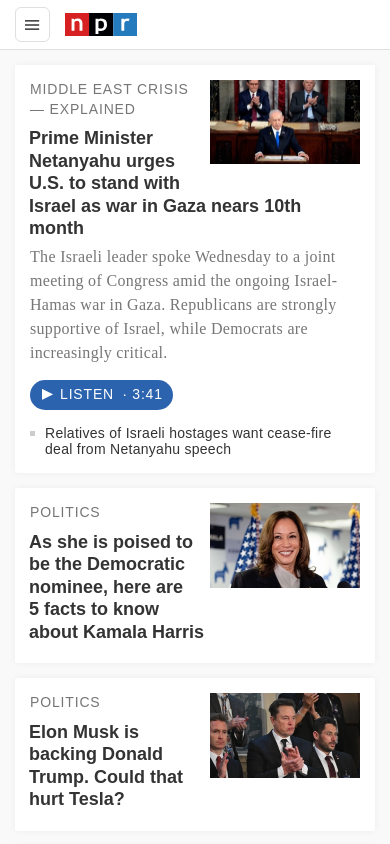 npr
MIDDLE EAST CRISIS
— EXPLAINED
Prime Minister
Netanyahu urges
U.S. to stand with
Israel as war in Gaza nears 10th
month
The Israeli leader spoke Wednesday to a joint
meeting of Congress amid the ongoing Israel-
Hamas war in Gaza. Republicans are strongly
supportive of Israel, while Democrats are
increasingly critical.
LISTEN · 3:41
Relatives of Israeli hostages want cease-fire
deal from Netanyahu speech
POLITICS
As she is poised to
be the Democratic
nominee, here are
5 facts to know
about Kamala Harris
POLITICS
Elon Musk is
backing Donald
Trump. Could that
hurt Tesla?